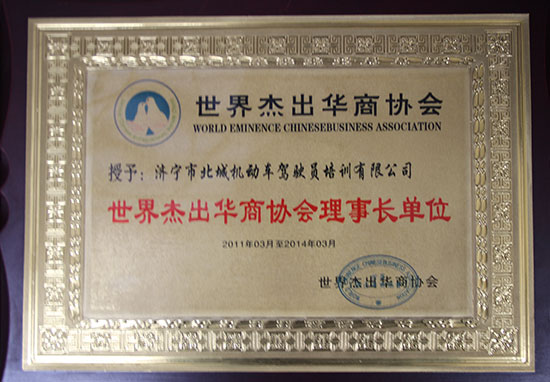 世界杰出华商协会
WORLD EMINENCE CHINESEBUSINESS ASSOCIATION
授予：济宁市北城机动车驾驶员培训有限公司
世界杰出华商协会理事长单位
2011年03月至2014年03月
世界杰出华商协会